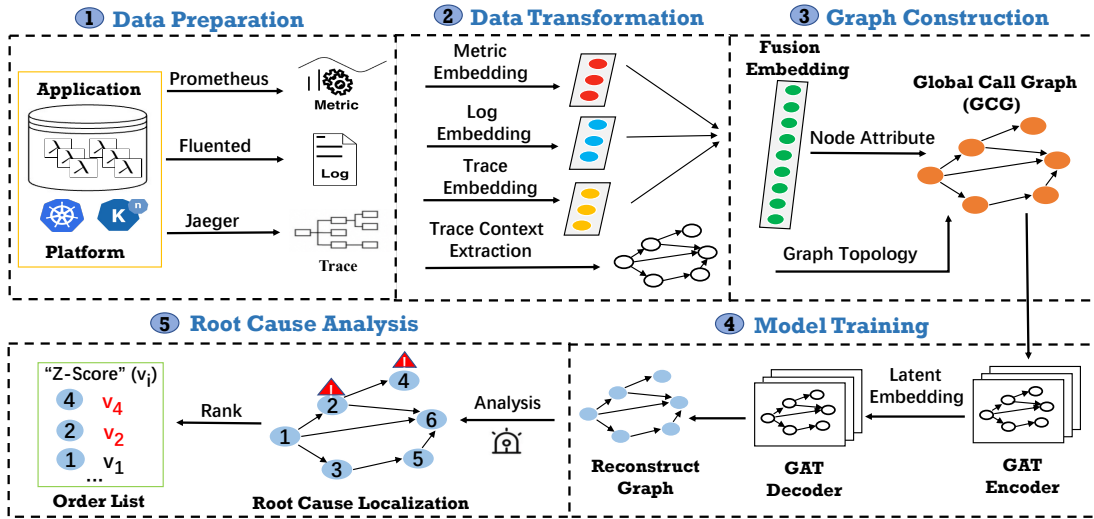 1 Data Preparation
Application
Platform
K
n
Prometheus
Metric
Fluented
Log
Jaeger
Trace
2 Data Transformation
Metric
Embedding
Log
Embedding
Trace
Embedding
Trace Context
Extraction
3 Graph Construction
Fusion
Embedding
Node Attribute
Global Call Graph
(GCG)
Graph Topology
4 Model Training
GAT
Encoder
Latent
Embedding
GAT
Decoder
Reconstruct
Graph
5 Root Cause Analysis
Analysis
!
!
1
2
3
4
5
6
Root Cause Localization
Rank
“Z-Score” (vi)
4 v4
2 v2
1 v1
...
Order List